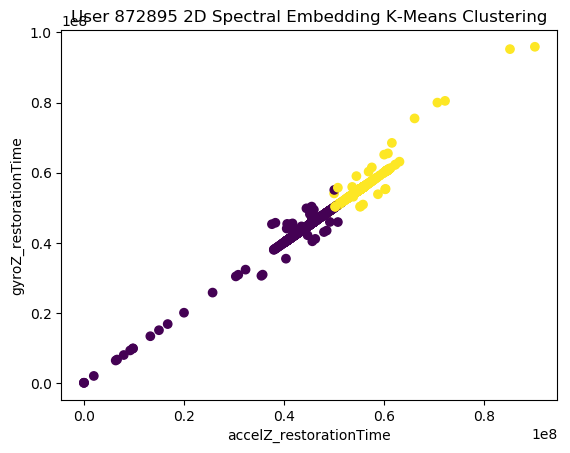 User 872895 2D Spectral Embedding K-Means Clustering
1e8
1.0
0.8
0.6
0.4
0.2
0.0
gyroZ_restorationTime
0.0 0.2 0.4 0.6 0.8
1e8
accelZ_restorationTime